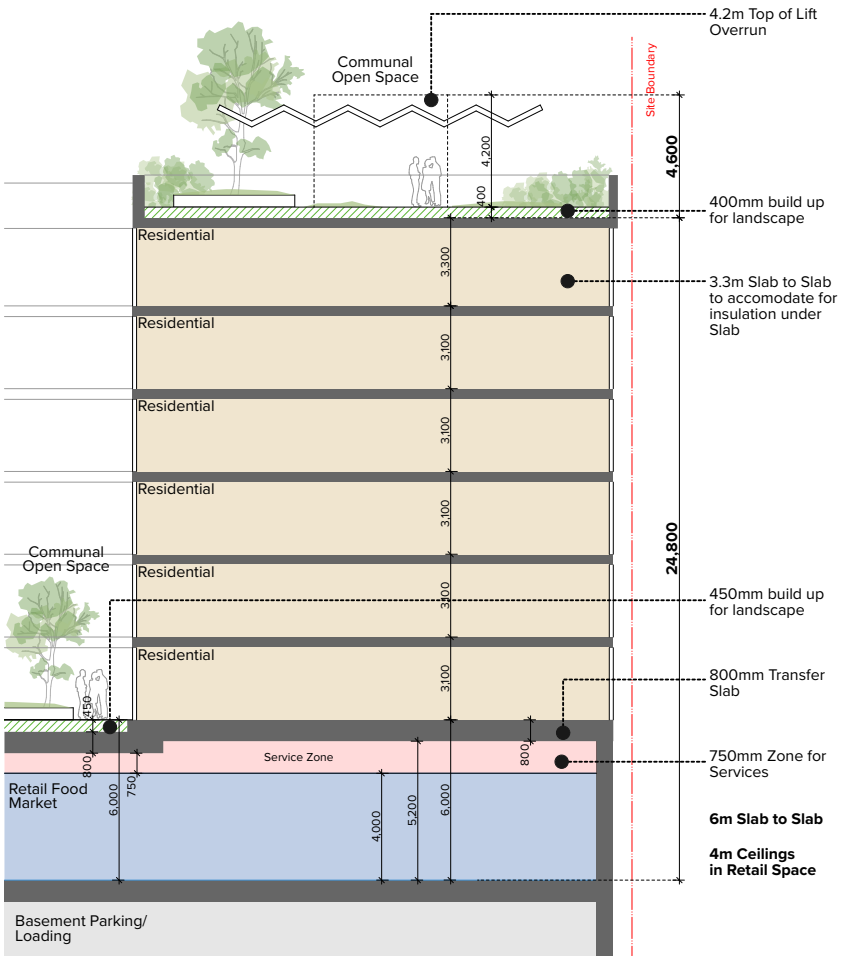 4.2m Top of Lift
Overrun
Communal
Open Space
Site Boundary
4,200
4,600
400
400mm build up
for landscape
Residential
3,300
3.3m Slab to Slab
to accomodate for
insulation under
Slab
Residential
3,100
Residential
3,100
Residential
3,100
24,800
Communal
Open Space
Residential
3,100
450mm build up
for landscape
Residential
3,100
800mm Transfer
Slab
450
800
800
750
Service Zone
750mm Zone for
Services
Retail Food
Market
6,000
4,000
5,200
6,000
6m Slab to Slab
4m Ceilings
in Retail Space
Basement Parking/
Loading